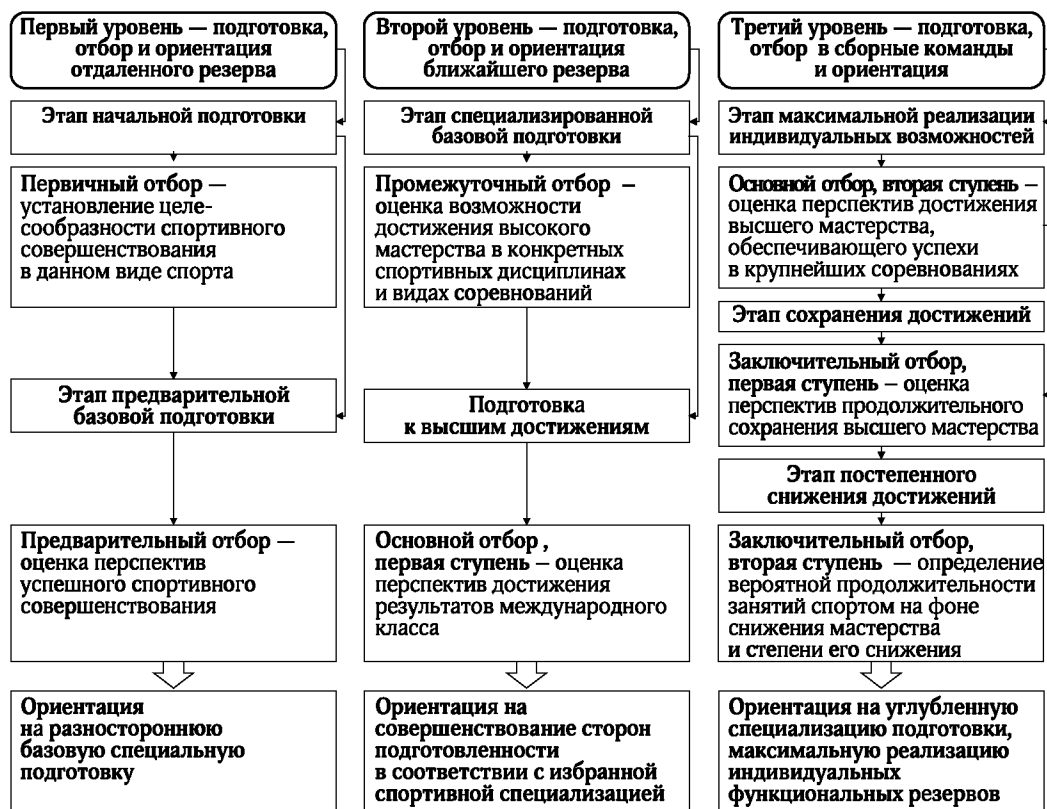 Первый уровень — подготовка,
отбор и ориентация
отдаленного резерва
Этап начальной подготовки
Первичный отбор —
установление целе-
сообразности спортивного
совершенствования
в данном виде спорта
Этап предварительной
базовой подготовки
Предварительный отбор —
оценка перспектив
успешного спортивного
совершенствования
Ориентация
на разностороннюю
базовую специальную
подготовку
Второй уровень — подготовка,
отбор и ориентация
ближайшего резерва
Этап специализированной
базовой подготовки
Промежуточный отбор –
оценка возможности
достижения высокого
мастерства в конкретных
спортивных дисциплинах
и видах соревнований
Подготовка
к высшим достижениям
Основной отбор ,
первая ступень – оценка
перспектив достижения
результатов международного
класса
Ориентация на
совершенствование сторон
подготовленности
в соответствии с избранной
спортивной специализацией
Третий уровень — подготовка,
отбор в сборные команды
и ориентация
Этап максимальной реализации
индивидуальных возможностей
Основной отбор, вторая ступень –
оценка перспектив достижения
высшего мастерства,
обеспечивающего успехи
в крупнейших соревнованиях
Этап сохранения достижений
Заключительный отбор,
первая ступень – оценка
перспектив продолжительного
сохранения высшего мастерства
Этап постепенного
снижения достижений
Заключительный отбор,
вторая ступень — определение
вероятной продолжительности
занятий спортом на фоне
снижения мастерства
и степени его снижения
Ориентация на углубленную
специализацию подготовки,
максимальную реализацию
индивидуальных
функциональных резервов